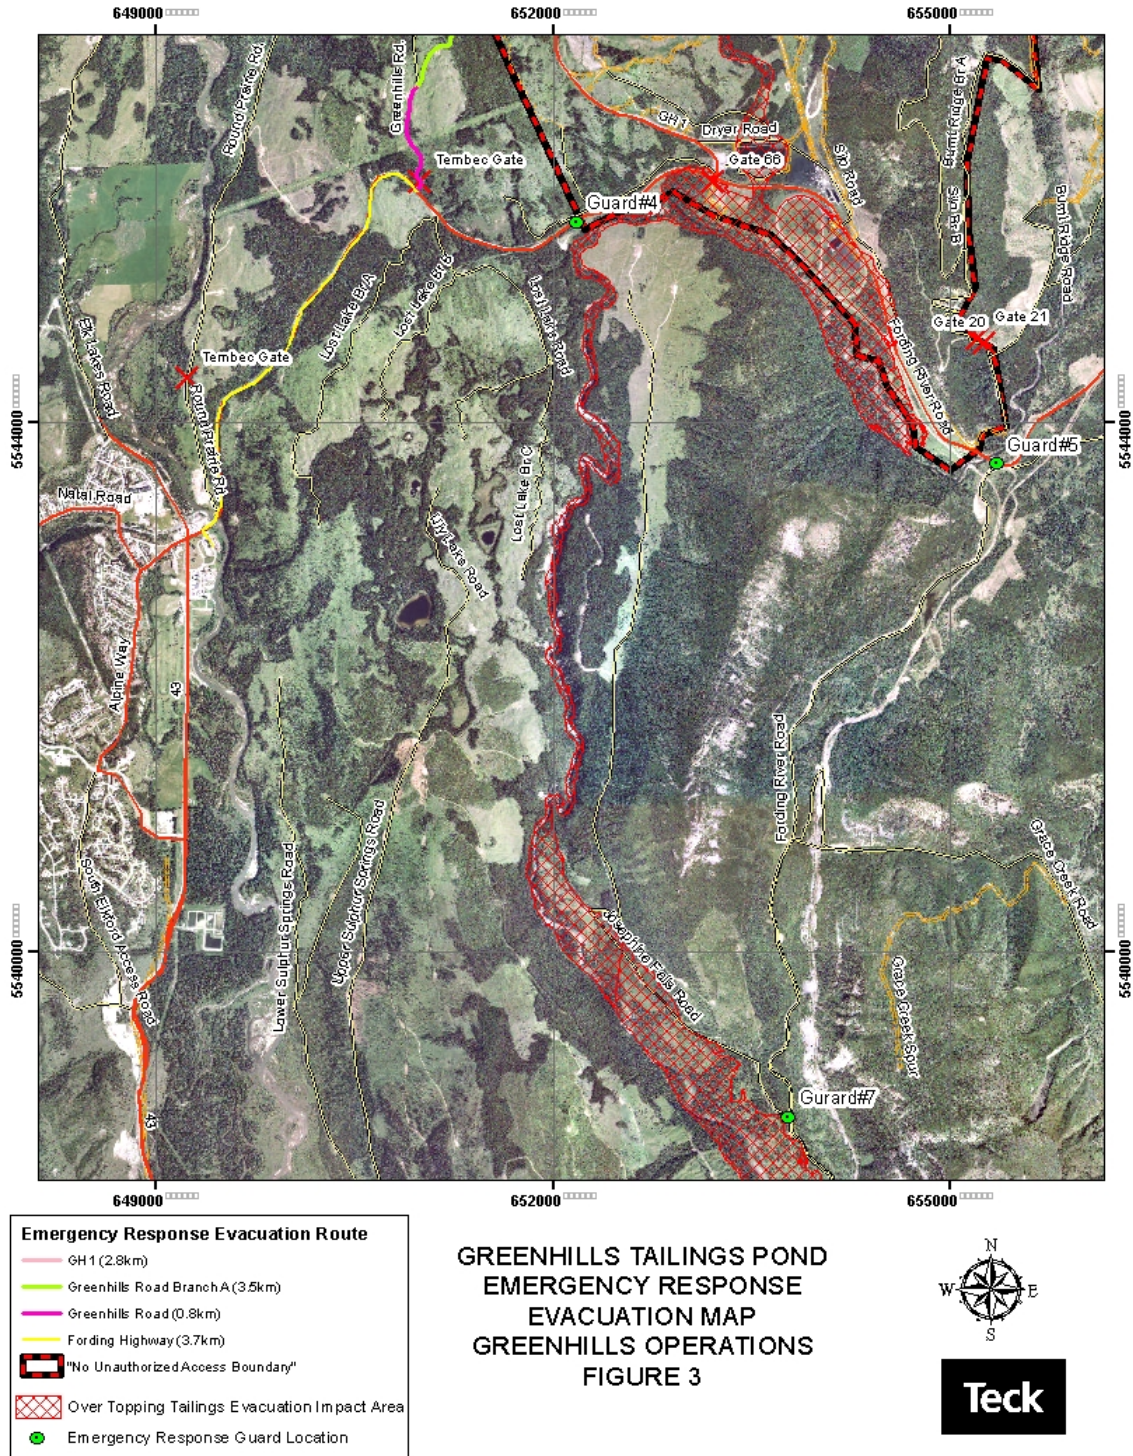 649000
652000
655000
Round Prairie Rd.
Greenhills Rd.
Tembec Gate
GH1
Dryer Road
Gate 66
Slip Road
Burnt Ridge Br A
Slip Br B
Burnt Ridge Road
Guard#4
Lost Lake Br A
Lost Lake Br B
Lost Lake Road
Gate 20
Gate 21
Elk Lakes Road
Tembec Gate
Round Prairie Rd.
Fording River Road
5544000
5544000
Guard#5
Natal Road
Lost Lake Br C
Lily Lake Road
Alpine Way
43
Fording River Road
Grace Creek Road
South Elkford Access Road
Lower Sulphur Springs Road
Upper Sulphur Springs Road
Josephine Falls Road
5540000
5540000
Grace Creek Spur
Gurard#7
43
649000
652000
655000
Emergency Response Evacuation Route
GH1 (2.8km)
Greenhills Road Branch A (3.5km)
Greenhills Road (0.8km)
Fording Highway (3.7km)
"No Unauthorized Access Boundary"
Over Topping Tailings Evacuation Impact Area
Emergency Response Guard Location
GREENHILLS TAILINGS POND
EMERGENCY RESPONSE
EVACUATION MAP
GREENHILLS OPERATIONS
FIGURE 3
N
W
E
S
Teck